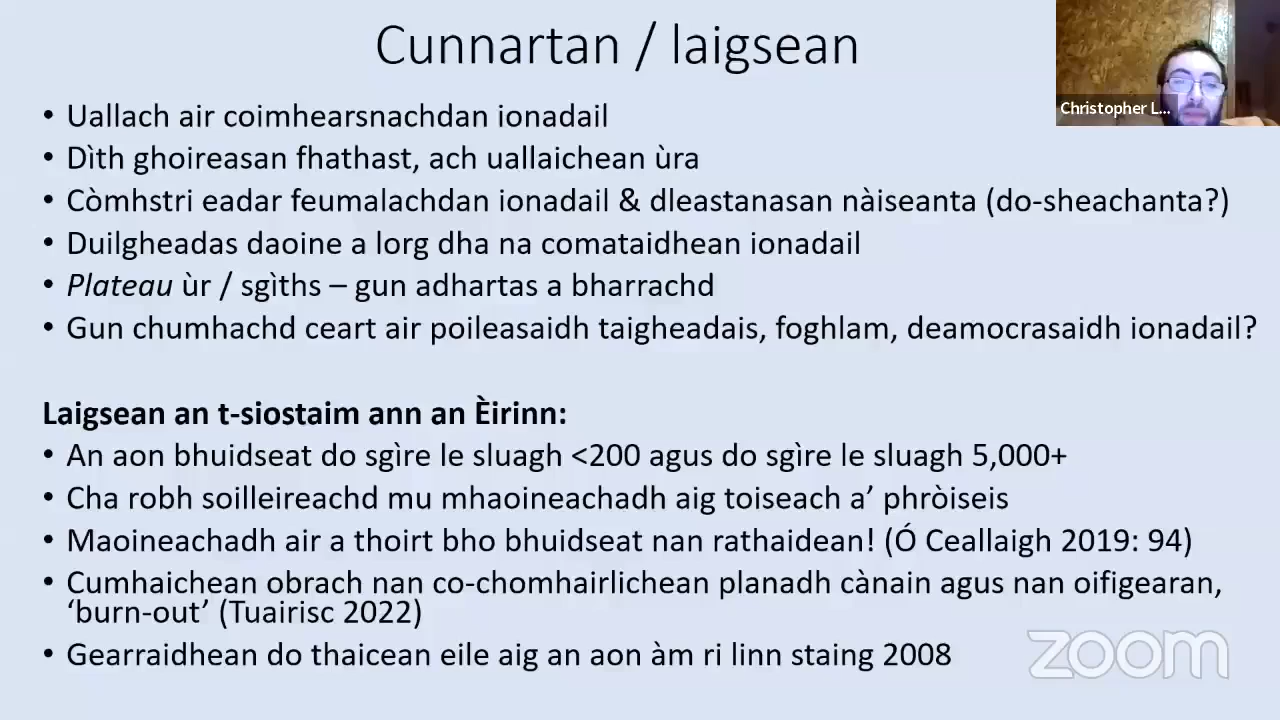 Cunnartan / laigsean
Christopher L...
• Uallach air coimhearsnachdan ionadail
• Dìth ghoireasan fhathast, ach uallaichean ùra
• Còmhstri eadar feumalachdan ionadail & dleastanasan nàiseanta (do-sheachanta?)
• Duilgheadas daoine a lorg dha na comataidhean ionadail
• Plateau ùr / sgìths – gun adhartas a bharrachd
• Gun chumhachd ceart air poileasaidh taigheadais, foghlam, deamocrasaidh ionadail?
Laigsean an t-siostaim ann an Èirinn:
• An aon bhuidseat do sgìre le sluagh <200 agus do sgìre le sluagh 5,000+
• Cha robh soilleireachd mu mhaoineachadh aig toiseach a’ phròiseis
• Maoineachadh air a thoirt bho bhuidseat nan rathaidean! (Ó Ceallaigh 2019: 94)
• Cumhaichean obrach nan co-chomhairlichean planadh cànain agus nan oifigearan,
‘burn-out’ (Tuairisc 2022)
• Gearraidhean do thaicean eile aig an aon àm ri linn staing 2008
zoom